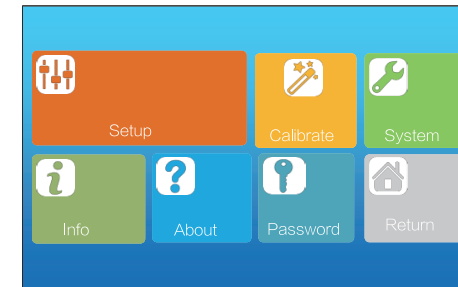 Setup
Calibrate
System
Info
About
Password
Return